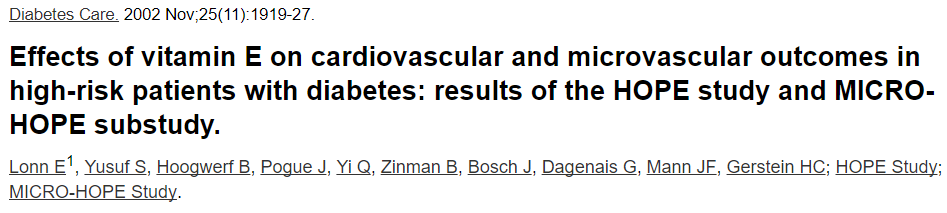 Diabetes Care. 2002 Nov;25(11):1919-27.
Effects of vitamin E on cardiovascular and microvascular outcomes in
high-risk patients with diabetes: results of the HOPE study and MICRO-
HOPE substudy.
Lonn E1, Yusuf S, Hoogwerf B, Pogue J, Yi Q, Zinman B, Bosch J, Dagenais G, Mann JF, Gerstein HC; HOPE Study;
MICRO-HOPE Study.